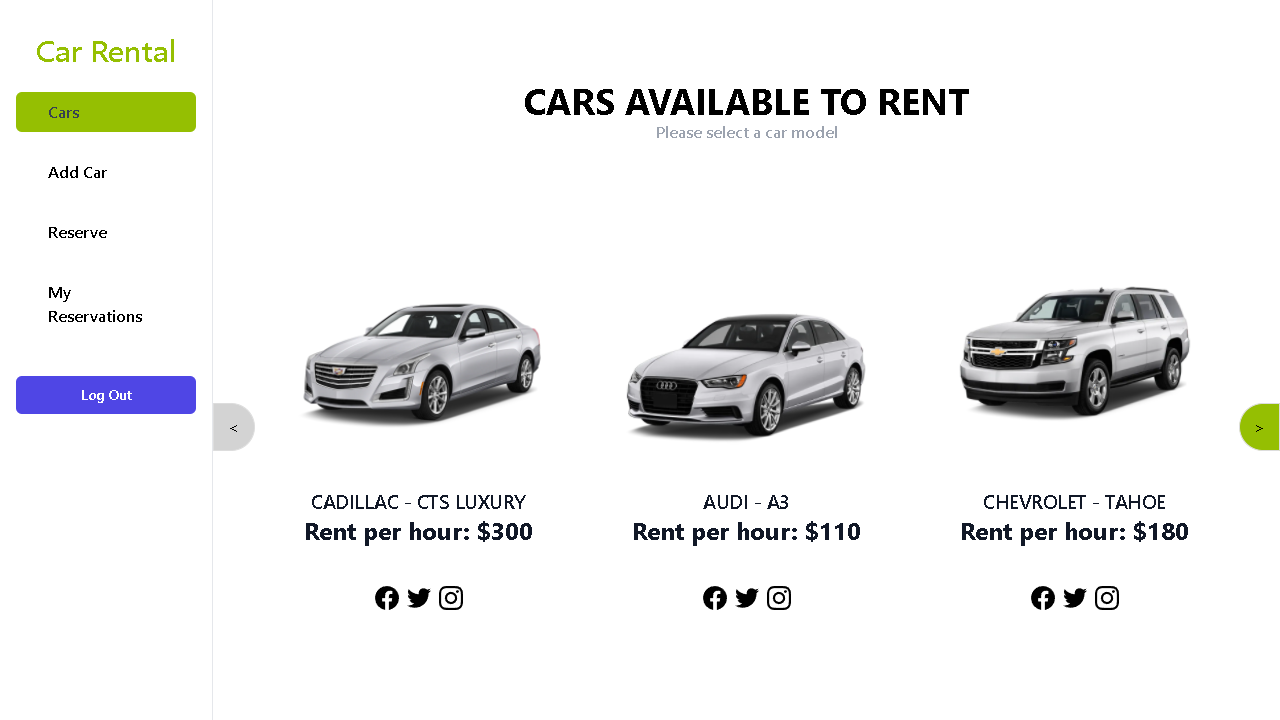 Car Rental
Cars
Add Car
Reserve
My
Reservations
Log Out
CARS AVAILABLE TO RENT
Please select a car model
<
>
CADILLAC - CTS LUXURY
Rent per hour: $300
AUDI - A3
Rent per hour: $110
CHEVROLET - TAHOE
Rent per hour: $180